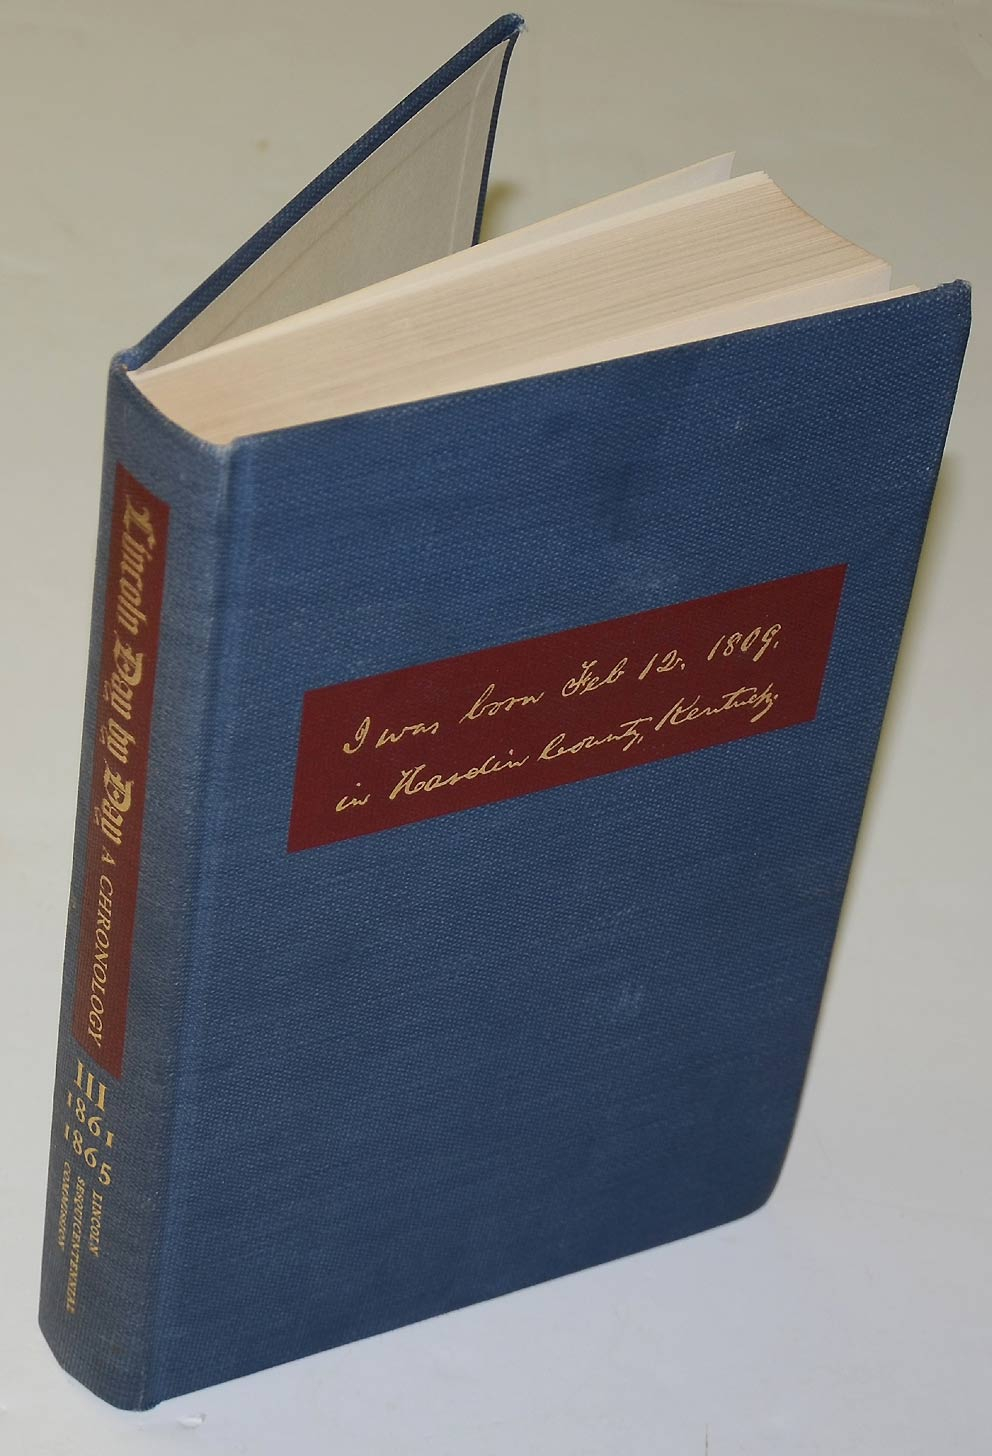 I was born Feb 12, 1809,
in Hardin County, Kentucky.
Lincoln Day by Day A CHRONOLOGY
III
1861-1865
LINCOLN
SESQUICENTENNIAL
COMMISSION